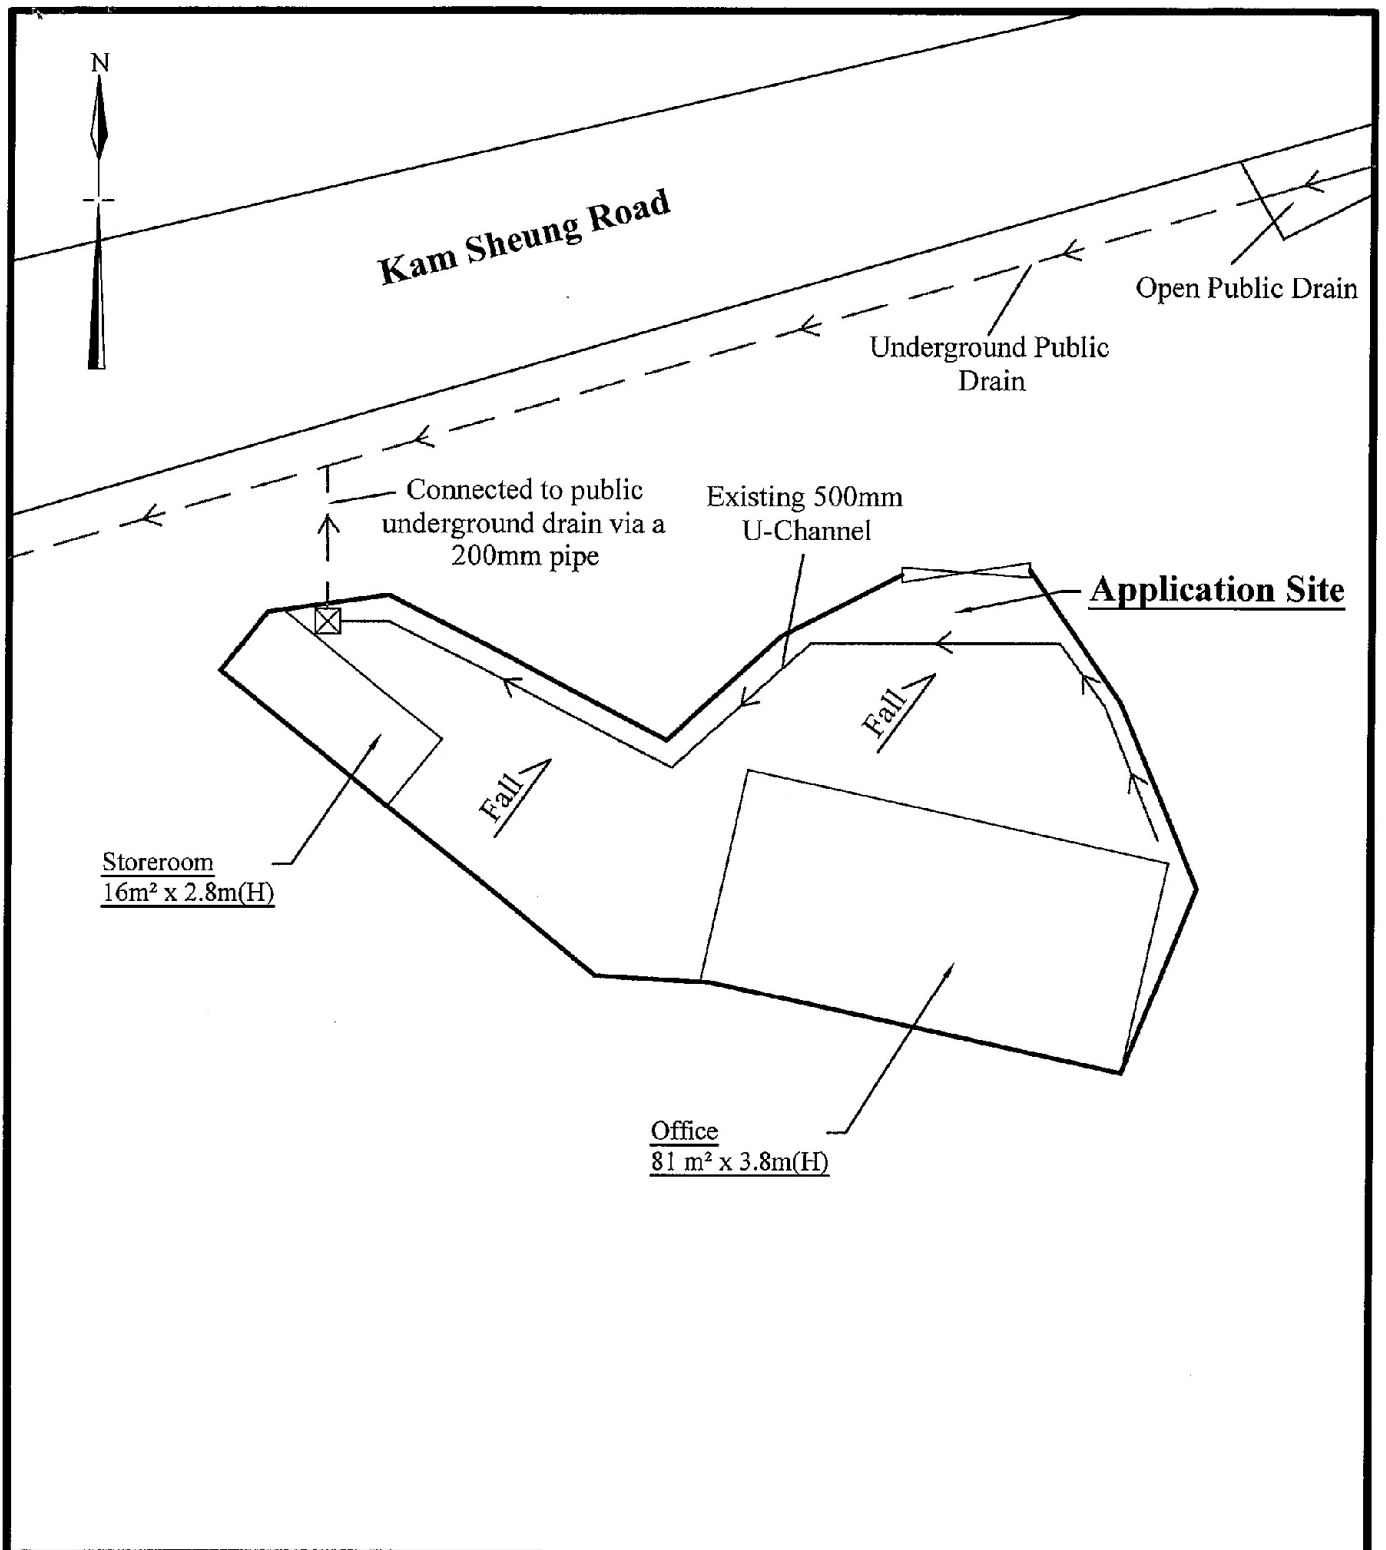 N
Kam Sheung Road
Open Public Drain
Underground Public
Drain
Connected to public
underground drain via a
200mm pipe
Existing 500mm
U-Channel
Application Site
Fall
Fall
Storeroom
16m² x 2.8m(H)
Office
81 m² x 3.8m(H)